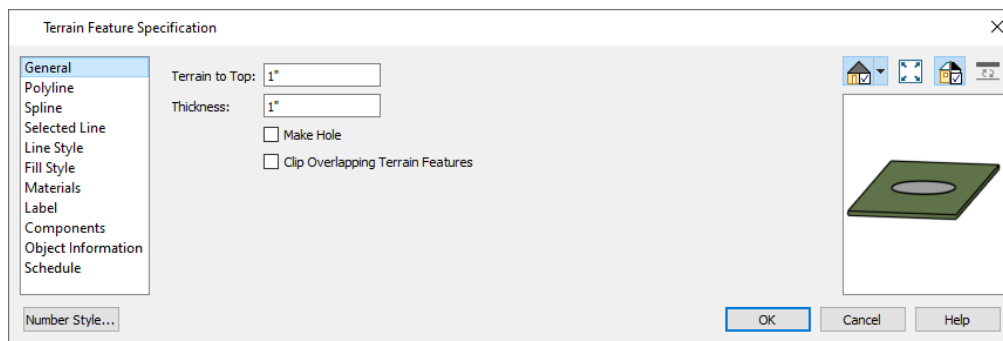 Terrain Feature Specification
General
Polyline
Spline
Selected Line
Line Style
Fill Style
Materials
Label
Components
Object Information
Schedule
Terrain to Top: 1"
Thickness: 1"
Make Hole
Clip Overlapping Terrain Features
Number Style...
OK
Cancel
Help